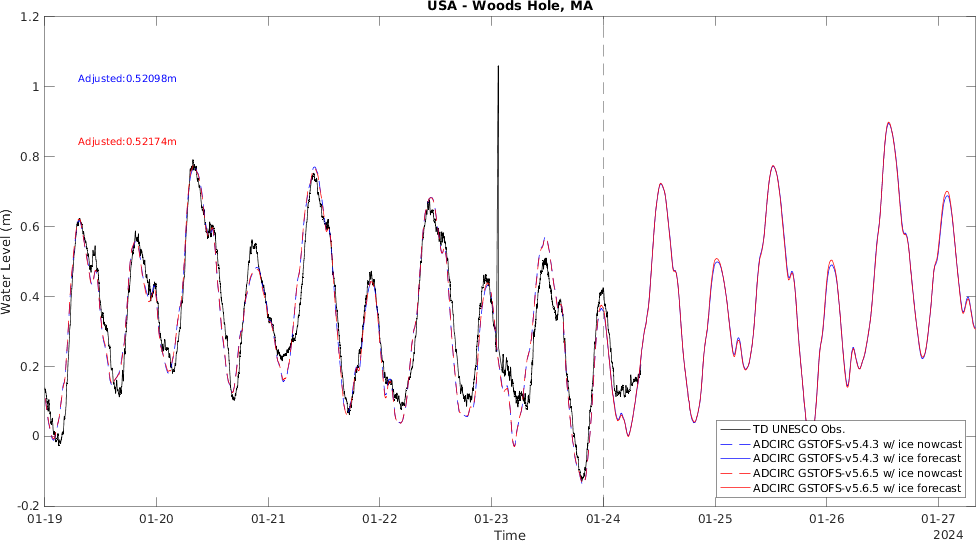 USA - Woods Hole, MA
1.2
1
0.8
0.6
0.4
0.2
0
-0.2
Water Level (m)
Adjusted:0.52098m
Adjusted:0.52174m
TD UNESCO Obs.
ADCIRC GSTOFS-v5.4.3 w/ ice nowcast
ADCIRC GSTOFS-v5.4.3 w/ ice forecast
ADCIRC GSTOFS-v5.6.5 w/ ice nowcast
ADCIRC GSTOFS-v5.6.5 w/ ice forecast
01-19 01-20 01-21 01-22 01-23 01-24 01-25 01-26 01-27
Time
2024